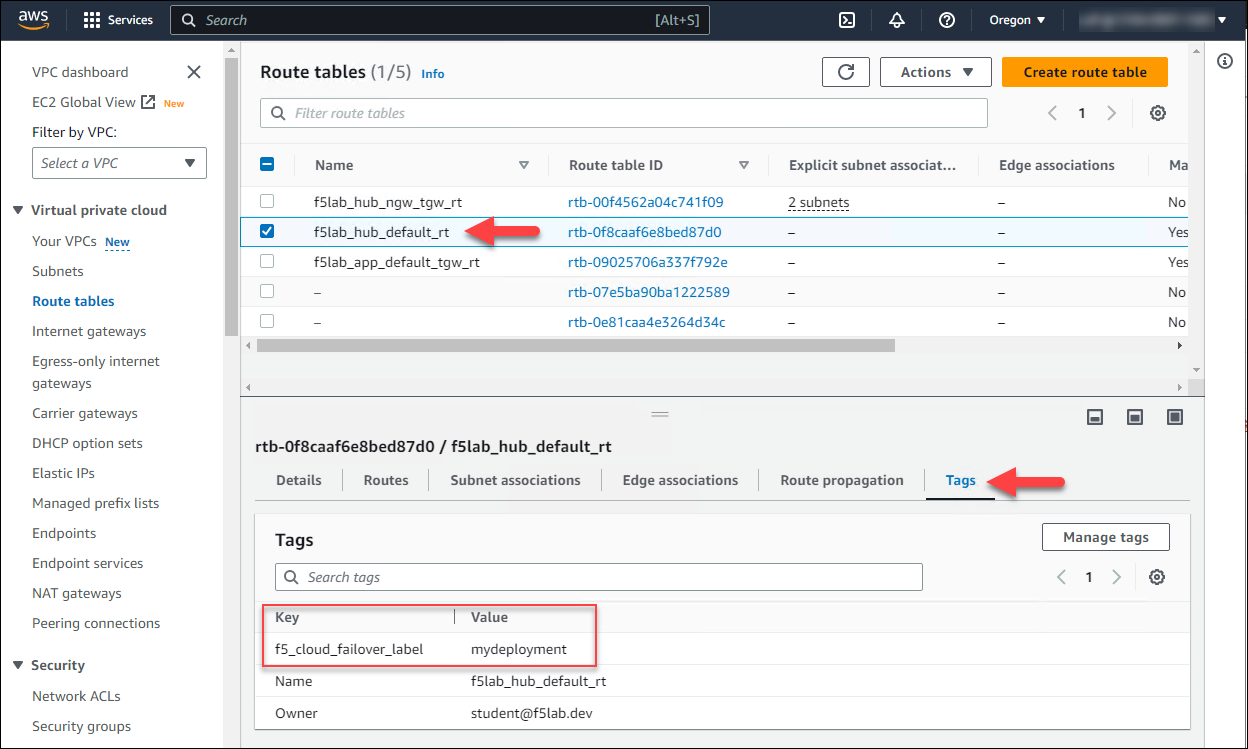 aws Services Search [Alt+S] Oregon
VPC dashboard
EC2 Global View New
Filter by VPC:
Select a VPC
Virtual private cloud
Your VPCs New
Subnets
Route tables
Internet gateways
Egress-only internet
gateways
Carrier gateways
DHCP option sets
Elastic IPs
Managed prefix lists
Endpoints
Endpoint services
NAT gateways
Peering connections
Security
Network ACLs
Security groups
Route tables (1/5) Info Actions Create route table
Filter route tables 1
Name Route table ID Explicit subnet associat... Edge associations Ma
f5lab_hub_ngw_tgw_rt rtb-00f4562a04c741f09 2 subnets – No
f5lab_hub_default_rt rtb-0f8caaf6e8bed87d0 – – Yes
f5lab_app_default_tgw_rt rtb-09025706a337f792e – – Yes
– rtb-07e5ba90ba1222589 – – No
– rtb-0e81caa4e3264d34c – – No
rtb-0f8caaf6e8bed87d0 / f5lab_hub_default_rt
Details Routes Subnet associations Edge associations Route propagation Tags
Tags Manage tags
Search tags 1
Key Value
f5_cloud_failover_label mydeployment
Name f5lab_hub_default_rt
Owner student@f5lab.dev